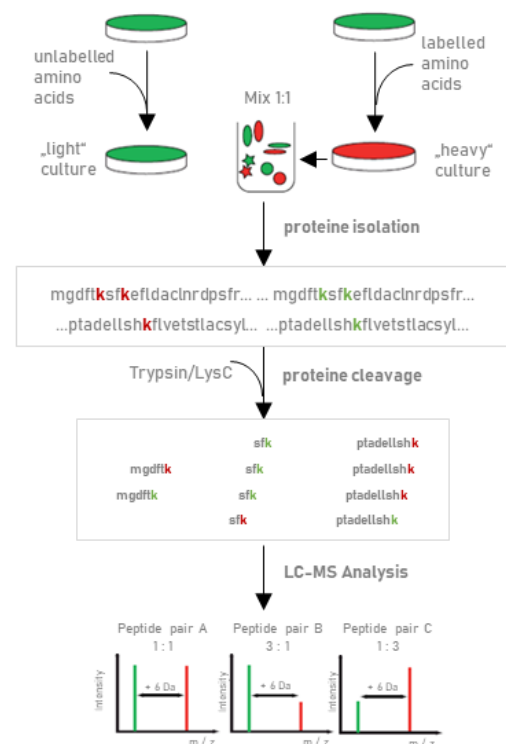 unlabelled
amino
acids
labelled
amino
acids
Mix 1:1
„light“
culture
„heavy“
culture
proteine isolation
mgdftksfkefldaclnrdpsfr... ... mgdftksfkefldaclnrdpsfr...
...ptadellshkflvetstlacsyl... ...ptadellshkflvetstlacsyl...
Trypsin/LysC
proteine cleavage
sfk ptadellshk
mgdftk sfk ptadellshk
mgdftk sfk ptadellshk
sfk ptadellshk
LC-MS Analysis
Peptide pair A
1 : 1
Peptide pair B
3 : 1
Peptide pair C
1 : 3
Intensity
+ 6 Da
m / z
Intensity
+ 6 Da
m / z
Intensity
+ 6 Da
m / z